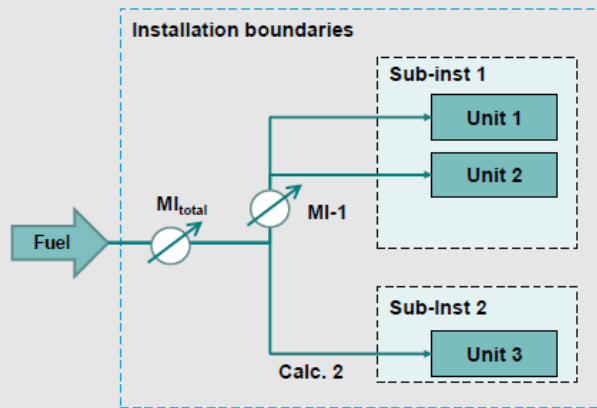 Installation boundaries
Sub-inst 1
Unit 1
Unit 2
MItotal
MI-1
Fuel
Sub-Inst 2
Unit 3
Calc. 2